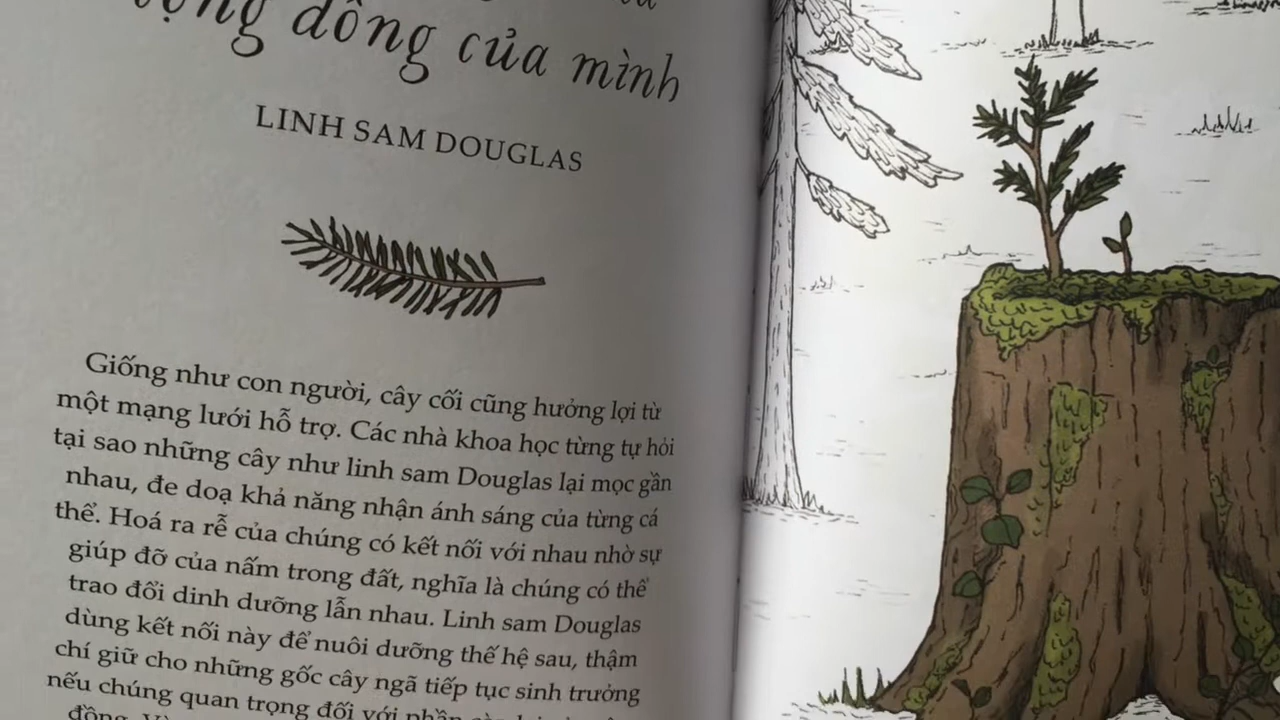 đồng của mình
LINH SAM DOUGLAS
Giống như con người, cây cối cũng hưởng lợi từ
một mạng lưới hỗ trợ. Các nhà khoa học từng tự hỏi
tại sao những cây như linh sam Douglas lại mọc gần
nhau, đe doạ khả năng nhận ánh sáng của từng cá
thể. Hoá ra rễ của chúng có kết nối với nhau nhờ sự
giúp đỡ của nấm trong đất, nghĩa là chúng có thể
trao đổi dinh dưỡng lẫn nhau. Linh sam Douglas
dùng kết nối này để nuôi dưỡng thế hệ sau, thậm
chí giữ cho những gốc cây ngã tiếp tục sinh trưởng
nếu chúng quan trọng đối với phần